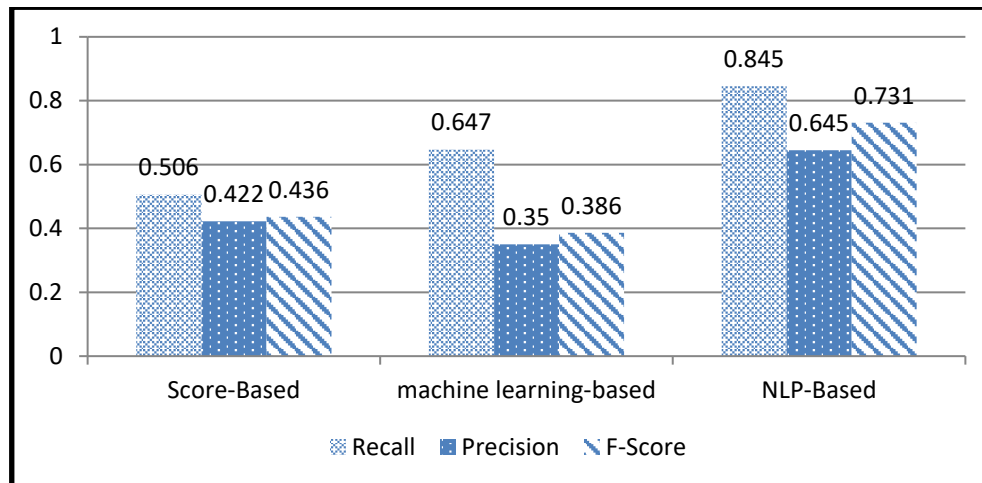 1
0.845
0.8
0.731
0.647
0.645
0.6
0.506
0.422
0.436
0.35
0.386
0.4
0.2
0
Score-Based
machine learning-based
NLP-Based
Recall
Precision
F-Score